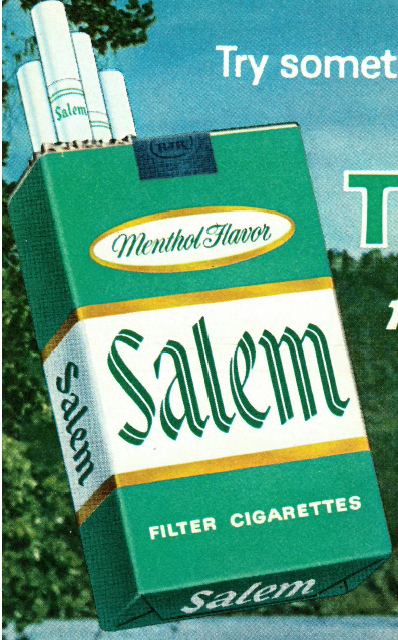 Try somet
T
Salem
RJR
Menthol Flavor
Salem
Salem
FILTER CIGARETTES
Salem